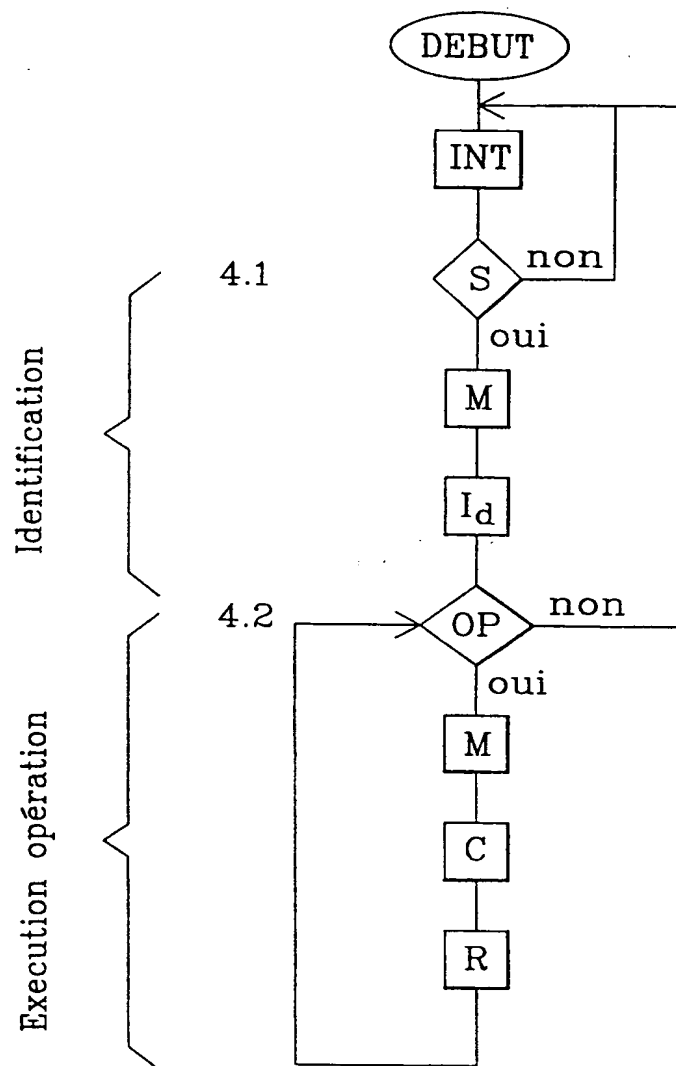 DEBUT
INT
4.1
S
non
oui
M
Id
Identification
4.2
OP
non
oui
M
C
R
Execution opération